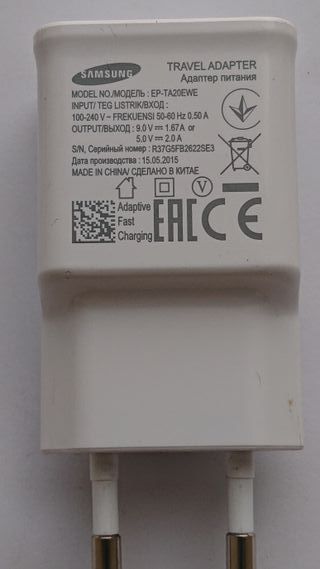 SAMSUNG
TRAVEL ADAPTER
Адаптер питания
MODEL NO./МОДЕЛЬ : EP-TA20EWE
INPUT/ TEG LISTRIK/ВХОД :
100-240 V ~ FREKUENSI 50-60 Hz 0.50 A
OUTPUT/ВЫХОД : 9.0 V ⎓ 1.67A or
5.0 V ⎓ 2.0 A
S/N, Серийный номер : R37G5FB2622SE3
Дата производства : 15.05.2015
MADE IN CHINA/ СДЕЛАНО В КИТАЕ
V
Adaptive
Fast
Charging
EAC CE